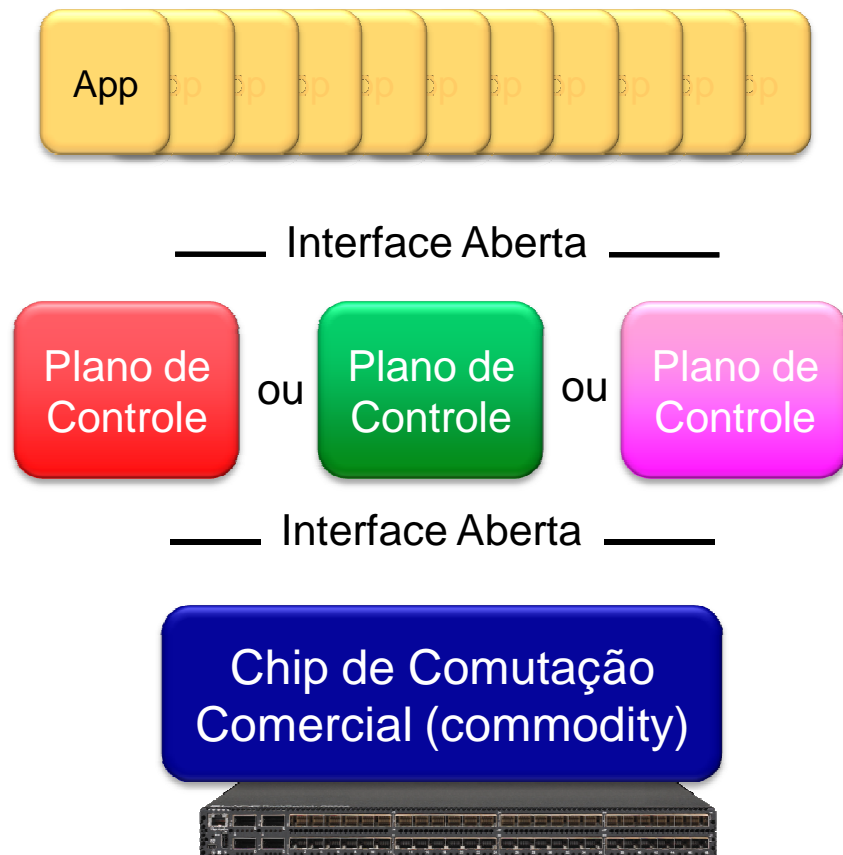 App
Interface Aberta
Plano de
Controle
ou
Plano de
Controle
ou
Plano de
Controle
Interface Aberta
Chip de Comutação
Comercial (commodity)